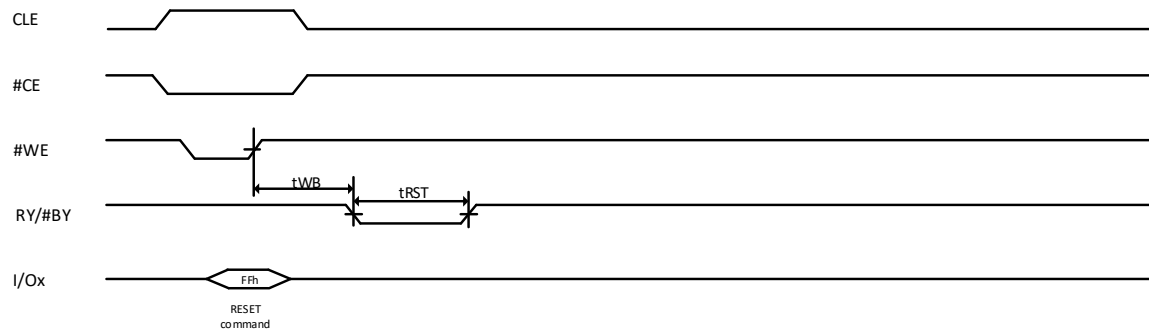 CLE
#CE
#WE
tWB
tRST
RY/#BY
I/Ox
FFh
RESET
command